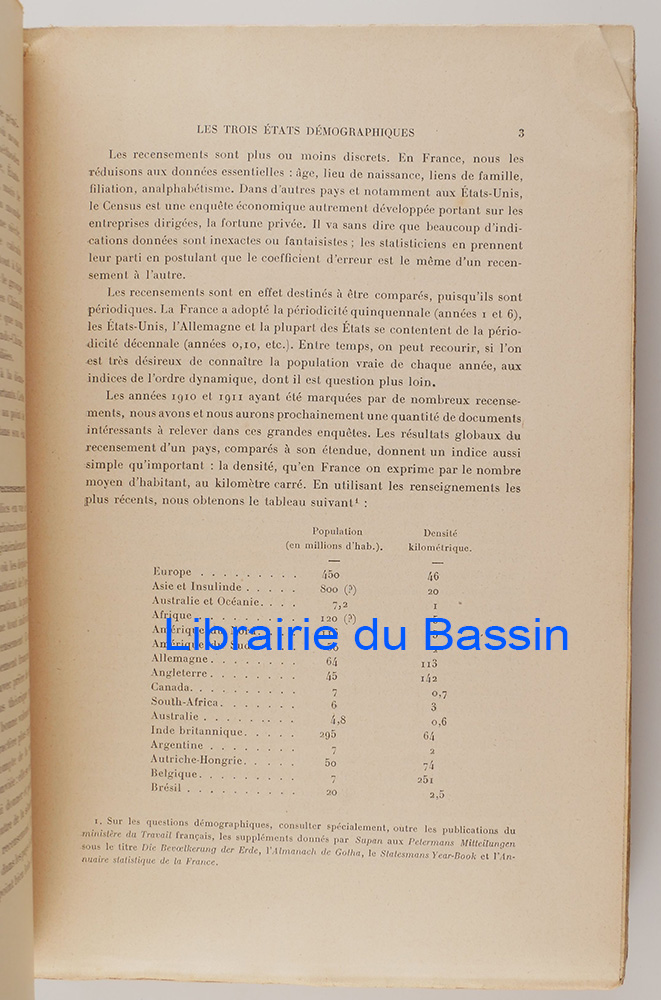 LES TROIS ÉTATS DÉMOGRAPHIQUES 3
Les recensements sont plus ou moins discrets. En France, nous les
réduisons aux données essentielles : âge, lieu de naissance, liens de famille,
filiation, analphabétisme. Dans d'autres pays et notamment aux États-Unis,
le Census est une enquête économique autrement développée portant sur les
entreprises dirigées, la fortune privée. Il va sans dire que beaucoup d'indi-
cations données sont inexactes ou fantaisistes ; les statisticiens en prennent
leur parti en postulant que le coefficient d'erreur est le même d'un recen-
sement à l'autre.
Les recensements sont en effet destinés à être comparés, puisqu'ils sont
périodiques. La France a adopté la périodicité quinquennale (années 1 et 6),
les États-Unis, l'Allemagne et la plupart des États se contentent de la pério-
dicité décennale (années 0,10, etc.). Entre temps, on peut recourir, si l'on
est très désireux de connaître la population vraie de chaque année, aux
indices de l'ordre dynamique, dont il est question plus loin.
Les années 1910 et 1911 ayant été marquées par de nombreux recense-
ments, nous avons et nous aurons prochainement une quantité de documents
intéressants à relever dans ces grandes enquêtes. Les résultats globaux du
recensement d'un pays, comparés à son étendue, donnent un indice aussi
simple qu'important : la densité, qu'en France on exprime par le nombre
moyen d'habitant, au kilomètre carré. En utilisant les renseignements les
plus récents, nous obtenons le tableau suivant¹ :
Population Densité
(en millions d'hab.). kilométrique.
Europe . . . . . . . . . 450 46
Asie et Insulinde . . . . . 800 (?) 20
Australie et Océanie. . . . 7,2 1
Afrique . . . . . . . . . 120 (?)
Librairie du Bassin
Allemagne . . . . . . . . 64 113
Angleterre . . . . . . . . 45 142
Canada. . . . . . . . . . 7 0,7
South-Africa. . . . . . . 6 3
Australie . . . . . . . . 4,8 0,6
Inde britannique. . . . . 295 64
Argentine . . . . . . . . 7 2
Autriche-Hongrie. . . . . 50 74
Belgique. . . . . . . . . 7 251
Brésil . . . . . . . . . . 20 2,5
1. Sur les questions démographiques, consulter spécialement, outre les publications du
ministère du Travail français, les suppléments donnés par Supan aux Petermans Mitteilungen
sous le titre Die Bevœlkerung der Erde, l'Almanach de Gotha, le Statesmans Year-Book et l'An-
nuaire statistique de la France.